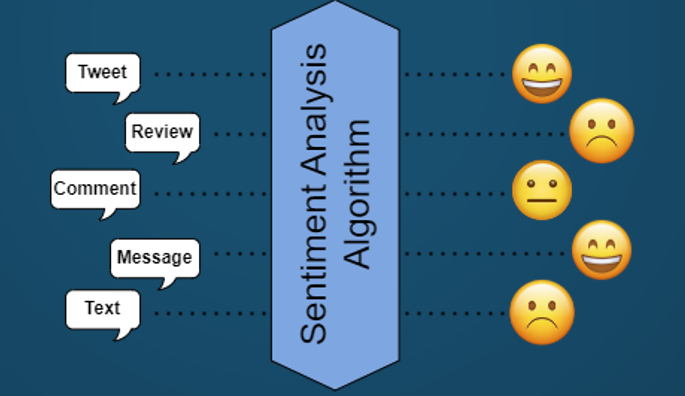 Tweet
Review
Comment
Message
Text
Sentiment Analysis
Algorithm